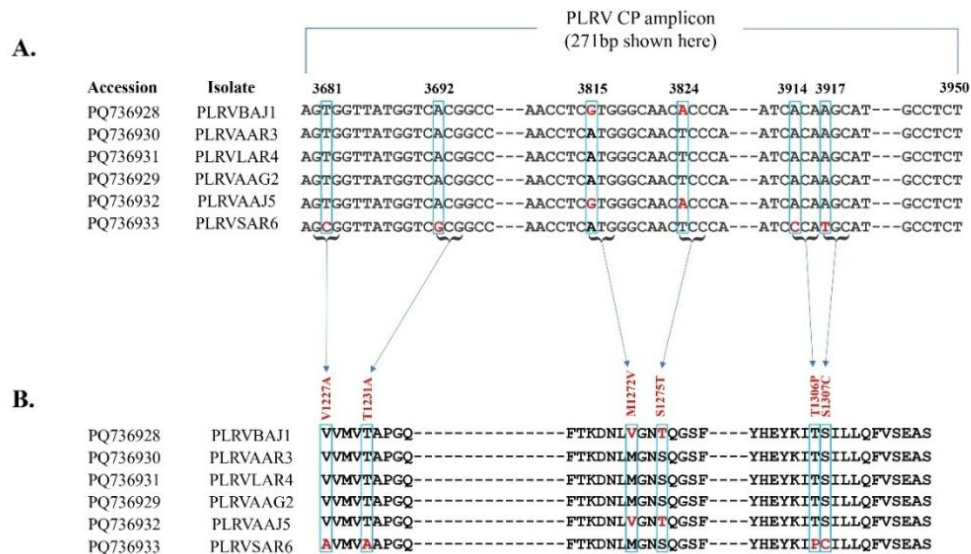 PLRV CP amplicon
(271bp shown here)
A.
Accession Isolate 3681 3692 3815 3824 3914 3917 3950
PQ736928 PLRVBAJ1 AGTGGTTATGGTCACGGCC---AACCTCGTGGGCAACACCCA---ATCACAAGCAT---GCCTCT
PQ736930 PLRVAAR3 AGTGGTTATGGTCACGGCC---AACCTCATGGGCAACTCCCA---ATCACAAGCAT---GCCTCT
PQ736931 PLRVLAR4 AGTGGTTATGGTCACGGCC---AACCTCATGGGCAACTCCCA---ATCACAAGCAT---GCCTCT
PQ736929 PLRVAAG2 AGTGGTTATGGTCACGGCC---AACCTCATGGGCAACTCCCA---ATCACAAGCAT---GCCTCT
PQ736932 PLRVAAJ5 AGTGGTTATGGTCACGGCC---AACCTCGTGGGCAACACCCA---ATCACAAGCAT---GCCTCT
PQ736933 PLRVSAR6 AGCGGTTATGGTCGCGGCC---AACCTCATGGGCAACTCCCA---ATCCCATGCAT---GCCTCT
V1227A T1231A M1272V S1275T T1306P S1307C
B.
PQ736928 PLRVBAJ1 VVMVTAPGQ----------------FTKDNLVGNTQGSF----YHEYKITSILLQFVSEAS
PQ736930 PLRVAAR3 VVMVTAPGQ----------------FTKDNLMGNSQGSF----YHEYKITSILLQFVSEAS
PQ736931 PLRVLAR4 VVMVTAPGQ----------------FTKDNLMGNSQGSF----YHEYKITSILLQFVSEAS
PQ736929 PLRVAAG2 VVMVTAPGQ----------------FTKDNLMGNSQGSF----YHEYKITSILLQFVSEAS
PQ736932 PLRVAAJ5 VVMVTAPGQ----------------FTKDNLVGNTQGSF----YHEYKITSILLQFVSEAS
PQ736933 PLRVSAR6 AVMVAAPGQ----------------FTKDNLMGNSQGSF----YHEYKIPCILLQFVSEAS